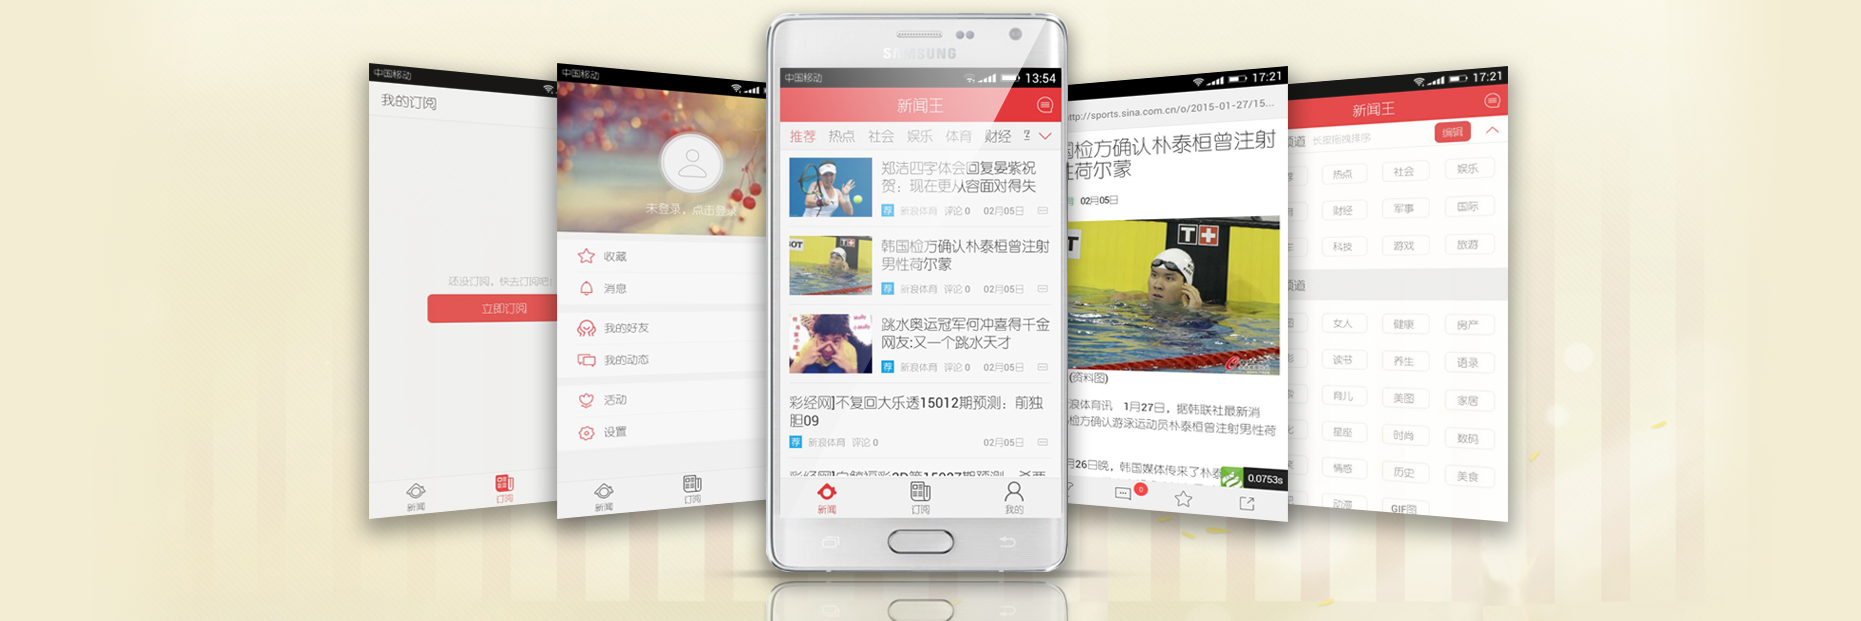 中国移动
我的订阅
还没订阅，快去订阅吧！
立即订阅
新闻
订阅
中国移动
未登录，点击登录
收藏
消息
我的好友
我的动态
活动
设置
新闻
订阅
SAMSUNG
中国移动 13:54
新闻王
推荐 热点 社会 娱乐 体育 财经
郑洁四字体会回复晏紫祝
贺：现在更从容面对得失
荐 新浪体育 评论 0 02月05日
韩国检方确认朴泰桓曾注射
男性荷尔蒙
荐 新浪体育 评论 0 02月05日
跳水奥运冠军何冲喜得千金
网友:又一个跳水天才
荐 新浪体育 评论 0 02月05日
彩经网]不复回大乐透15012期预测：前独
胆09
荐 新浪体育 评论 0 02月05日
新闻 订阅 我的
17:21
http://sports.sina.com.cn/o/2015-01-27/15...
国检方确认朴泰桓曾注射
性荷尔蒙
02月05日
(资料图)
浪体育讯 1月27日，据韩联社最新消
检方确认游泳运动员朴泰桓曾注射男性荷
月26日晚，韩国媒体传来了朴泰
0.0753s
0
17:21
新闻王
频道 长按拖拽排序 编辑
热点 社会 娱乐
财经 军事 国际
科技 游戏 旅游
频道
女人 健康 房产
读书 养生 语录
育儿 美图 家居
星座 时尚 数码
情感 历史 美食
动漫 GIF图